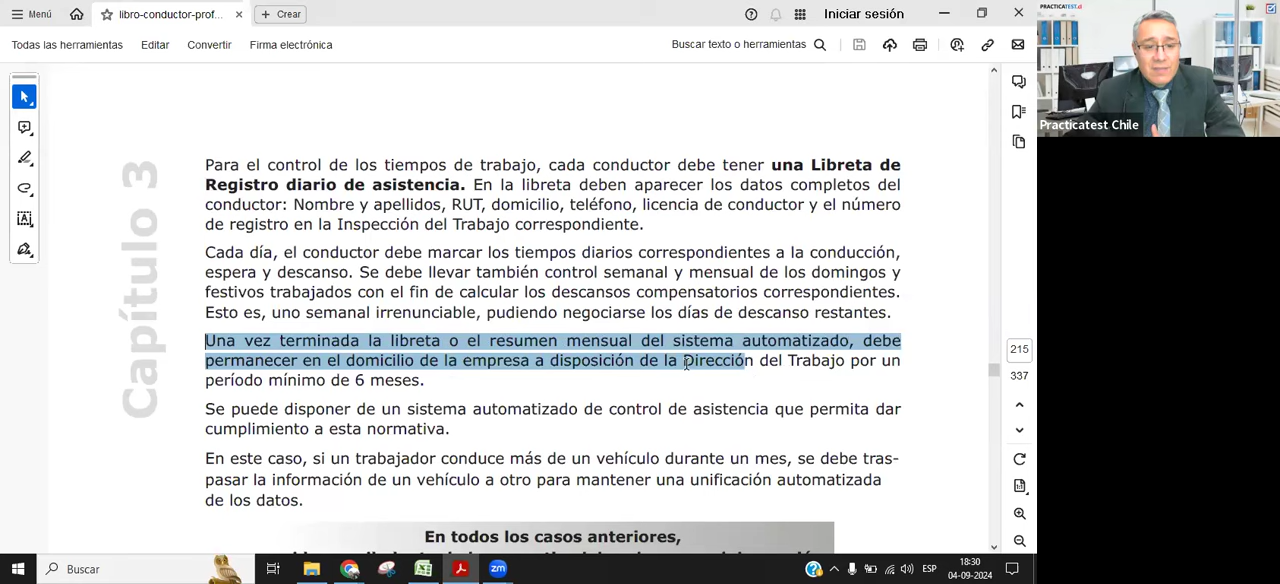 Menú
libro-conductor-prof...
Crear
Iniciar sesión
Todas las herramientas
Editar
Convertir
Firma electrónica
Buscar texto o herramientas
PRACTICATEST.cl
Practicatest Chile
Capítulo 3
Para el control de los tiempos de trabajo, cada conductor debe tener una Libreta de
Registro diario de asistencia. En la libreta deben aparecer los datos completos del
conductor: Nombre y apellidos, RUT, domicilio, teléfono, licencia de conductor y el número
de registro en la Inspección del Trabajo correspondiente.
Cada día, el conductor debe marcar los tiempos diarios correspondientes a la conducción,
espera y descanso. Se debe llevar también control semanal y mensual de los domingos y
festivos trabajados con el fin de calcular los descansos compensatorios correspondientes.
Esto es, uno semanal irrenunciable, pudiendo negociarse los días de descanso restantes.
Una vez terminada la libreta o el resumen mensual del sistema automatizado, debe
permanecer en el domicilio de la empresa a disposición de la Dirección del Trabajo por un
período mínimo de 6 meses.
Se puede disponer de un sistema automatizado de control de asistencia que permita dar
cumplimiento a esta normativa.
En este caso, si un trabajador conduce más de un vehículo durante un mes, se debe tras-
pasar la información de un vehículo a otro para mantener una unificación automatizada
de los datos.
En todos los casos anteriores,
215
337
Buscar
ESP
18:30
04-09-2024